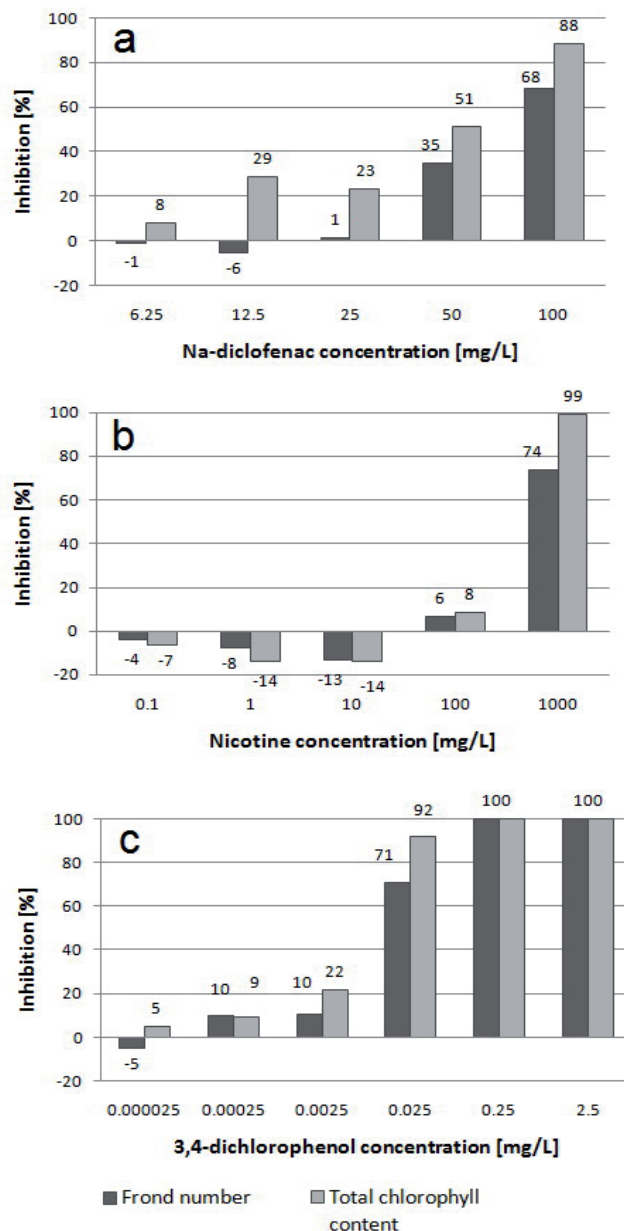 a
100
80
60
40
20
0
-20
Inhibition [%]
-1 8
-6 29
1 23
35 51
68 88
6.25 12.5 25 50 100
Na-diclofenac concentration [mg/L]
b
100
80
60
40
20
0
-20
Inhibition [%]
-4 -7
-8 -14
-13 -14
6 8
74 99
0.1 1 10 100 1000
Nicotine concentration [mg/L]
c
100
80
60
40
20
0
-20
Inhibition [%]
-5 5
10 9
10 22
71 92
100
100
0.000025 0.00025 0.0025 0.025 0.25 2.5
3,4-dichlorophenol concentration [mg/L]
Frond number
Total chlorophyll
content